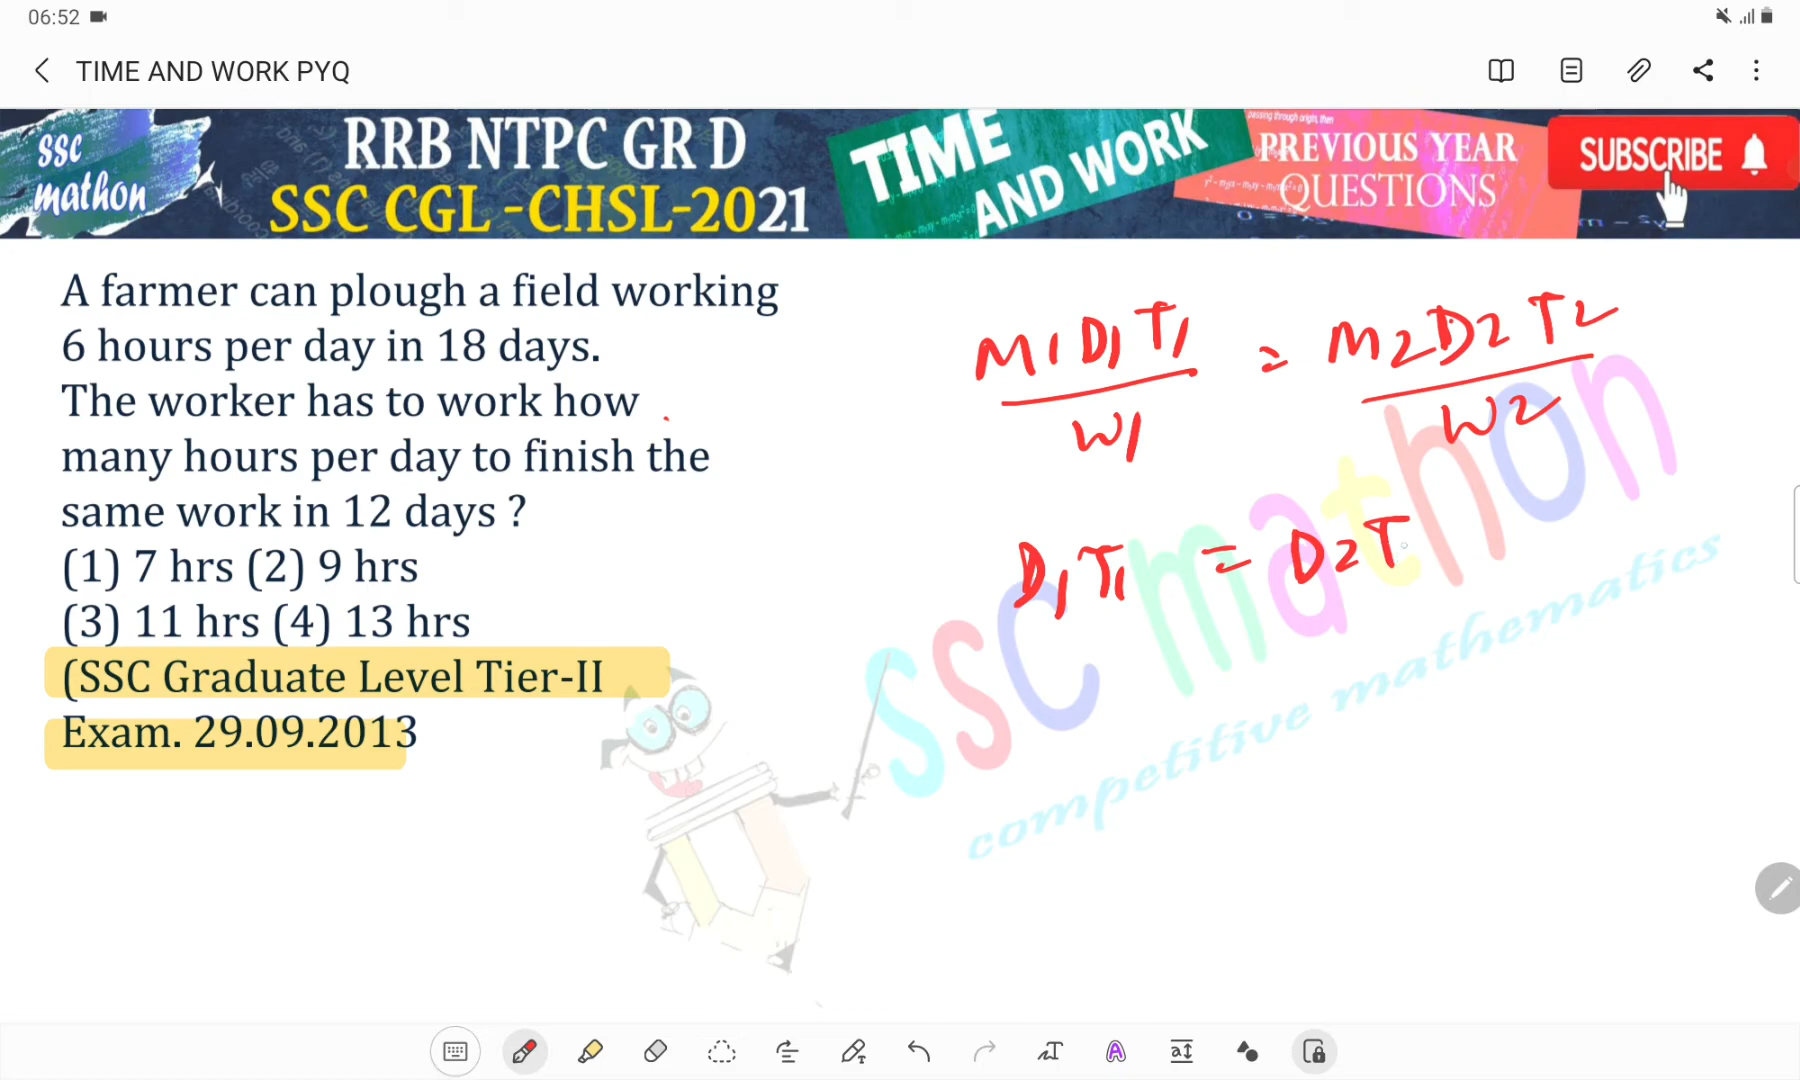 06:52
TIME AND WORK PYQ
SSC
mathon
RRB NTPC GR D
SSC CGL -CHSL-2021
TIME
AND WORK
PREVIOUS YEAR
QUESTIONS
SUBSCRIBE
A farmer can plough a field working
6 hours per day in 18 days.
The worker has to work how
many hours per day to finish the
same work in 12 days ?
(1) 7 hrs (2) 9 hrs
(3) 11 hrs (4) 13 hrs
(SSC Graduate Level Tier-II
Exam. 29.09.2013
M1D1T1 = M2D2T2
W1 W2
D1T1 = D2T
ssc mathon
competitive mathematics